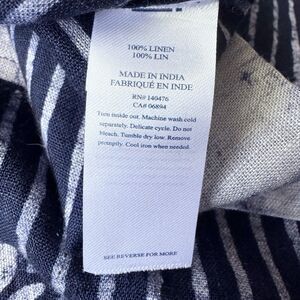 100% LINEN
100% LIN
MADE IN INDIA
FABRIQUÉ EN INDE
RN# 140476
CA# 06894
Turn inside out. Machine wash cold
separately. Delicate cycle. Do not
bleach. Tumble dry low. Remove
promptly. Cool iron when needed.
SEE REVERSE FOR MORE